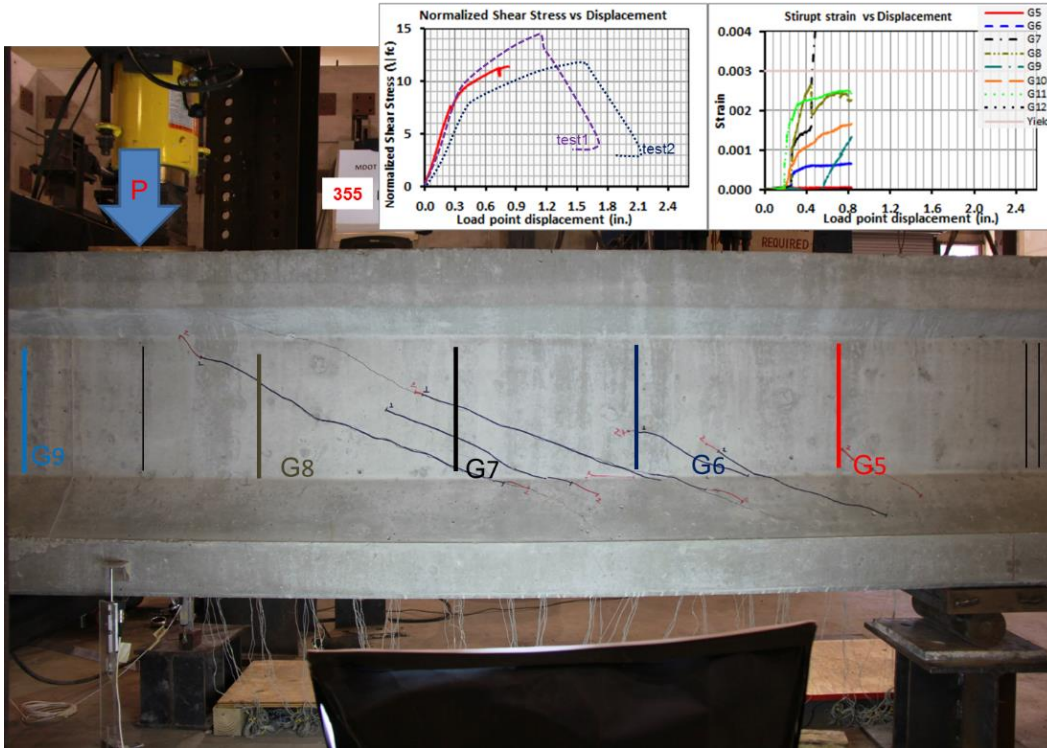 Normalized Shear Stress vs Displacement
Normalized Shear Stress (√fc)
15
10
5
0
test1
test2
0.0 0.3 0.6 0.9 1.2 1.5 1.8 2.1 2.4
Load point displacement (in.)
Stirupt strain vs Displacement
Strain
0.004
0.003
0.002
0.001
0.000
0.0 0.4 0.8 1.2 1.6 2.0 2.4
Load point displacement (in.)
G5
G6
G7
G8
G9
G10
G11
G12
Yield
P
355
MDOT
REQUIRED
G9
G8
G7
G6
G5